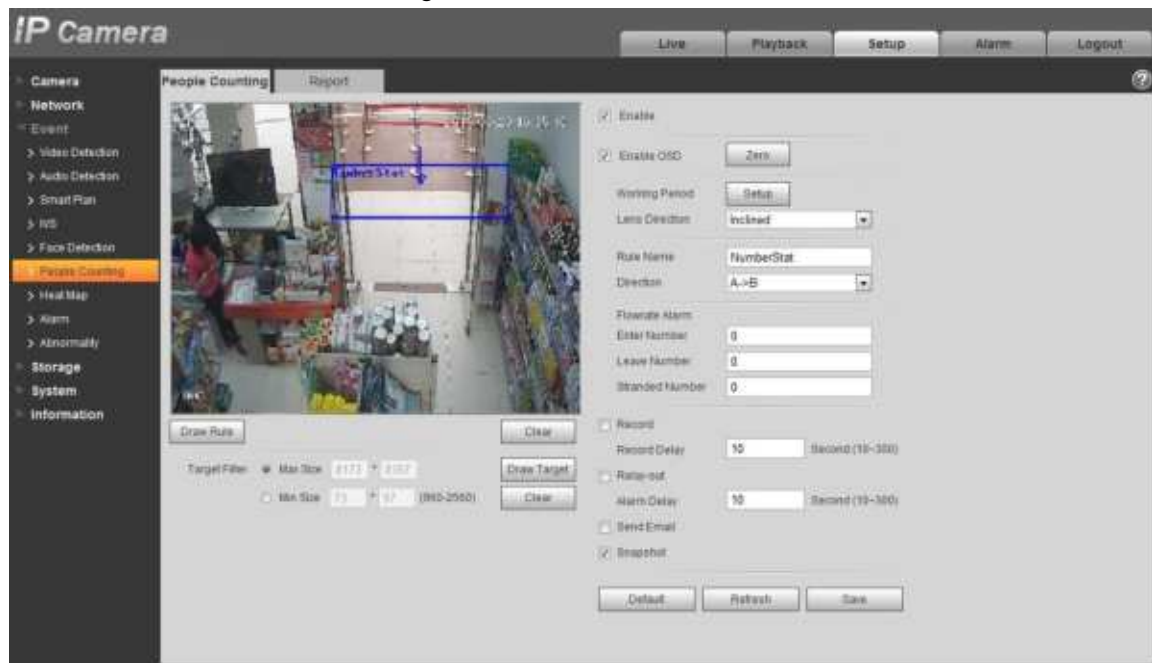 IP Camera
Live
Playback
Setup
Alarm
Logout
Camera
Network
Event
Video Detection
Audio Detection
Smart Plan
IVS
Face Detection
People Counting
Heat Map
Alarm
Abnormality
Storage
System
Information
People Counting
Report
NumberStat
Draw Rule
Clear
Target Filter
Max Size
*
Draw Target
Min Size
*
Clear
Enable
Enable OSD
Zero
Working Period
Setup
Lens Direction
Inclined
Rule Name
NumberStat
Direction
A->B
Flowrate Alarm
Enter Number
0
Leave Number
0
Stranded Number
0
Record
Record Delay
10
Second (10~300)
Relay-out
Alarm Delay
10
Second (10~300)
Send Email
Snapshot
Default
Refresh
Save